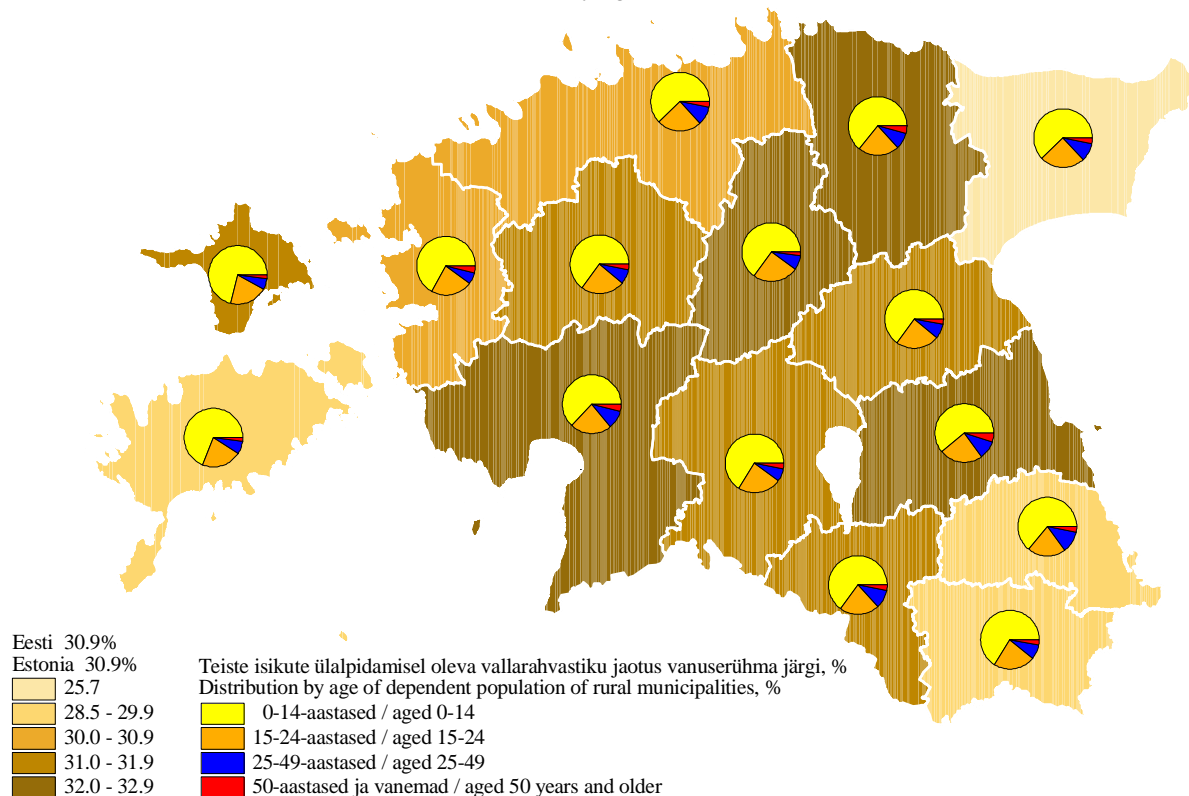 Eesti 30.9%
Estonia 30.9%
25.7
28.5 - 29.9
30.0 - 30.9
31.0 - 31.9
32.0 - 32.9
Teiste isikute ülalpidamisel oleva vallarahvastiku jaotus vanuserühma järgi, %
Distribution by age of dependent population of rural municipalities, %
0-14-aastased / aged 0-14
15-24-aastased / aged 15-24
25-49-aastased / aged 25-49
50-aastased ja vanemad / aged 50 years and older